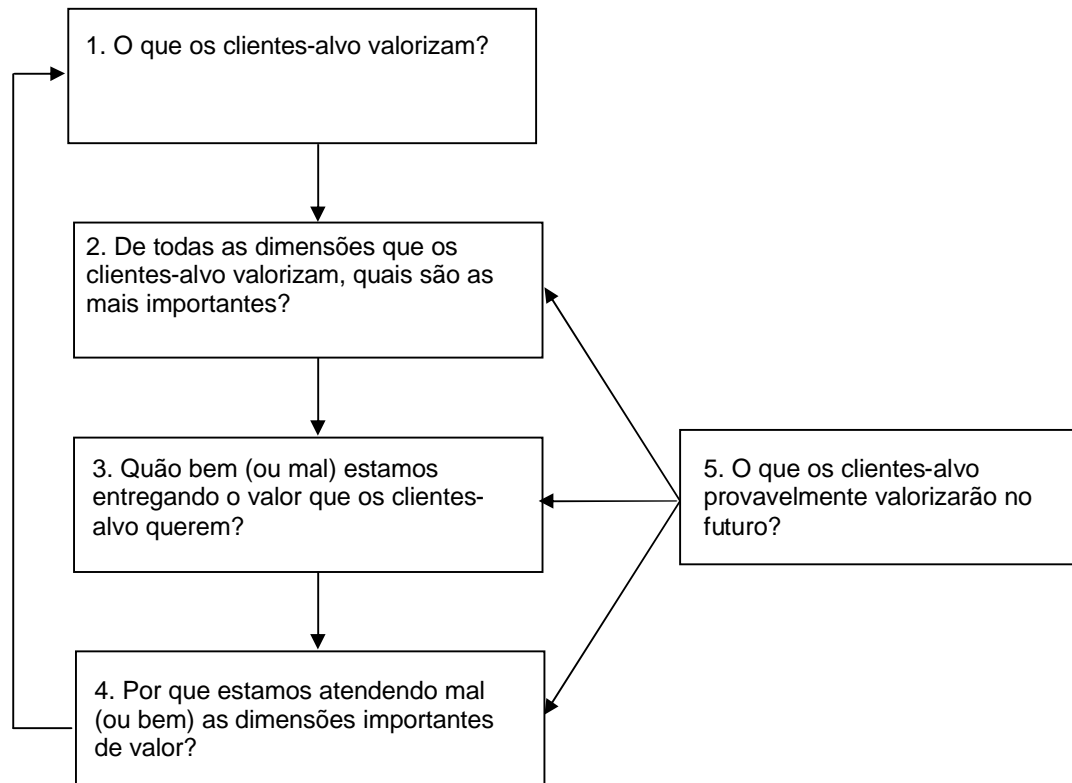 1. O que os clientes-alvo valorizam?
2. De todas as dimensões que os
clientes-alvo valorizam, quais são as
mais importantes?
3. Quão bem (ou mal) estamos
entregando o valor que os clientes-
alvo querem?
5. O que os clientes-alvo
provavelmente valorizarão no
futuro?
4. Por que estamos atendendo mal
(ou bem) as dimensões importantes
de valor?